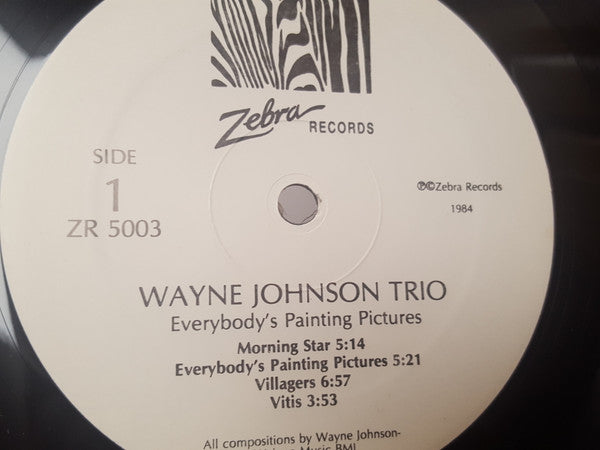 Zebra RECORDS
SIDE
1
ZR 5003
℗©Zebra Records
1984
WAYNE JOHNSON TRIO
Everybody's Painting Pictures
Morning Star 5:14
Everybody's Painting Pictures 5:21
Villagers 6:57
Vitis 3:53
All compositions by Wayne Johnson-
Music BMI